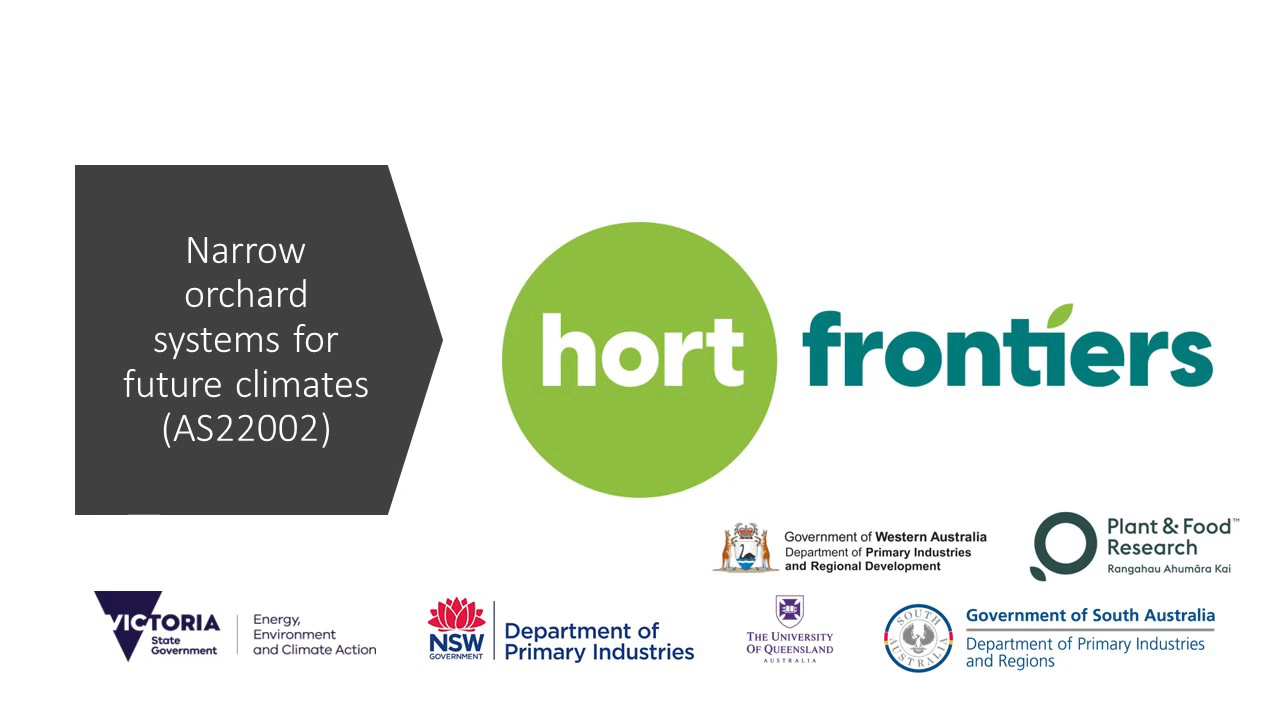 Narrow
orchard
systems for
future climates
(AS22002)
hort frontiers
Government of Western Australia
Department of Primary Industries
and Regional Development
Plant & Food™
Research
Rangahau Ahumāra Kai
VICTORIA
State
Government
Energy,
Environment
and Climate Action
NSW
GOVERNMENT
Department of
Primary Industries
THE UNIVERSITY
OF QUEENSLAND
AUSTRALIA
SOUTH
AUSTRALIA
Government of South Australia
Department of Primary Industries
and Regions